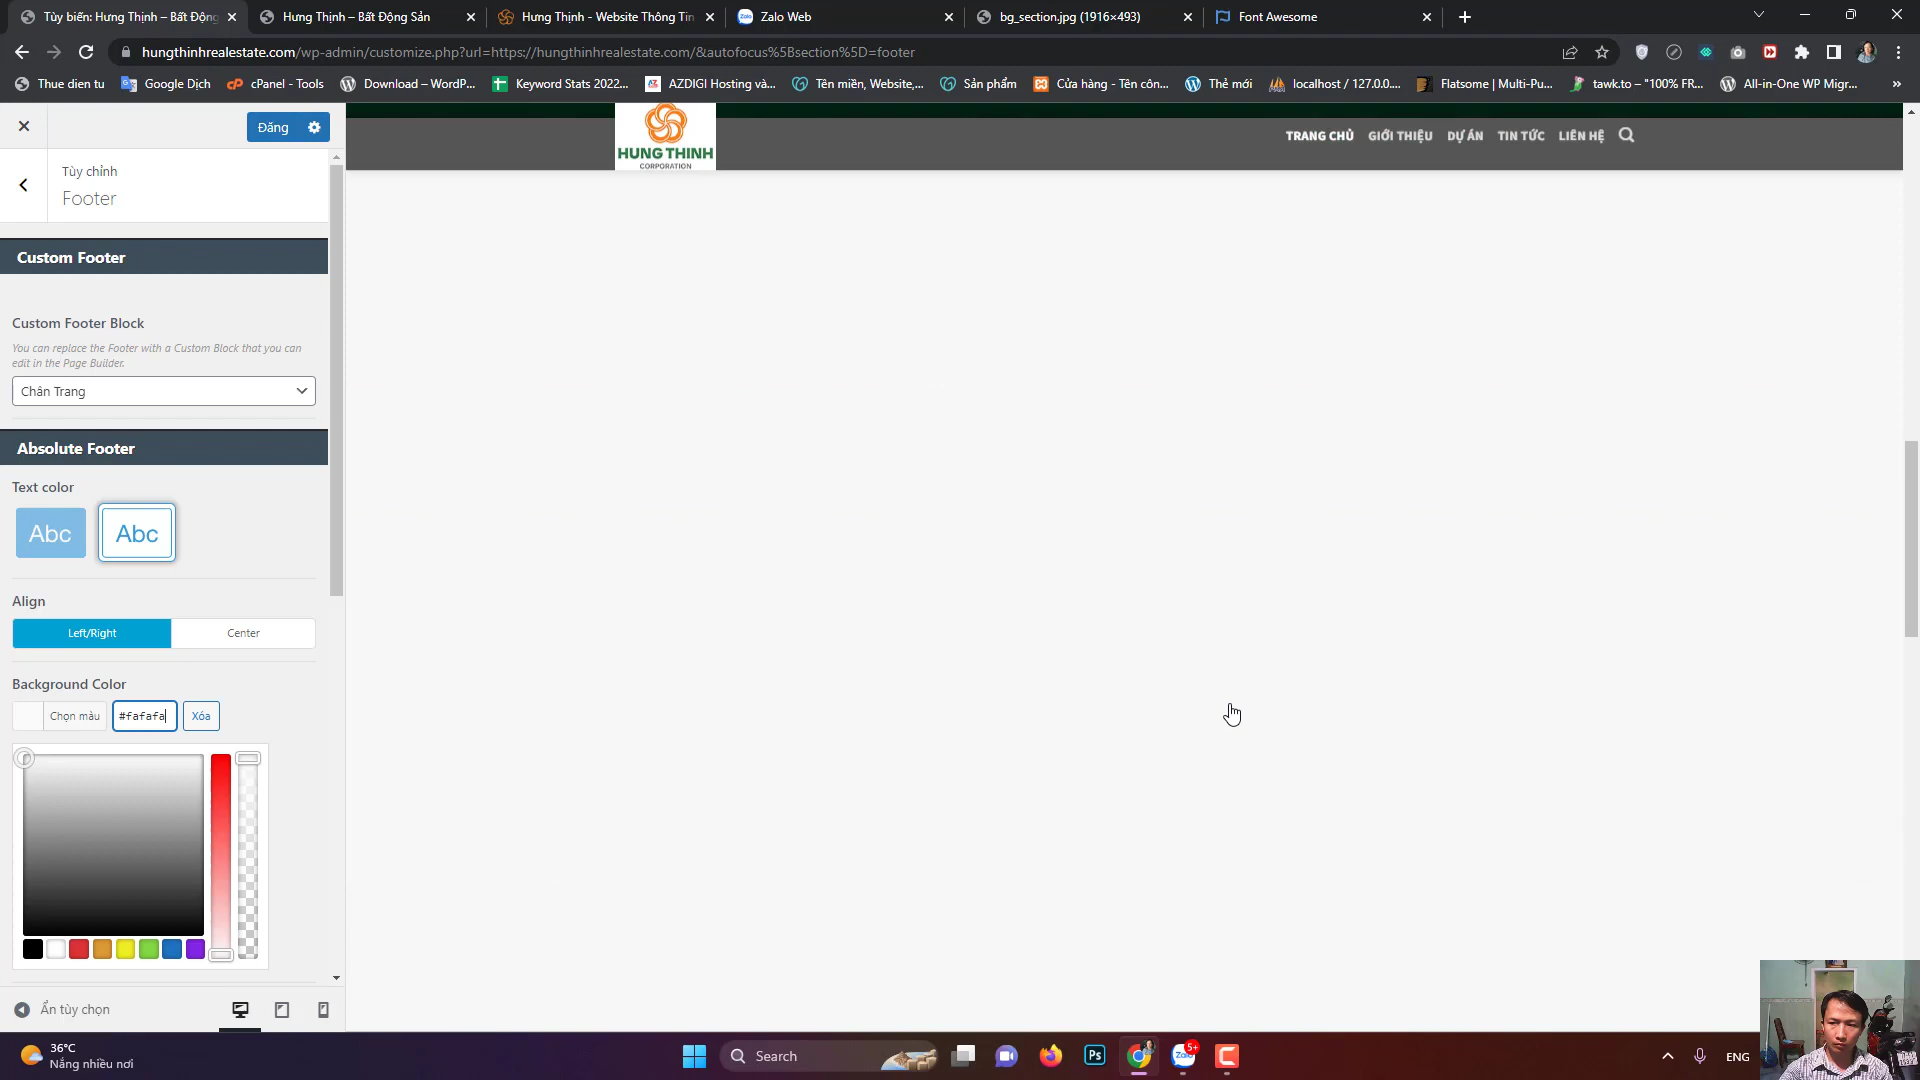 Tùy biến: Hưng Thịnh – Bất Động
Hưng Thịnh – Bất Động Sản
Hưng Thịnh - Website Thông Tin
Zalo Web
bg_section.jpg (1916×493)
Font Awesome
hungthinhrealestate.com/wp-admin/customize.php?url=https://hungthinhrealestate.com/&autofocus%5Bsection%5D=footer
Thue dien tu
Google Dịch
cPanel - Tools
Download – WordP...
Keyword Stats 2022...
AZDIGI Hosting và...
Tên miền, Website,...
Sản phẩm
Cửa hàng - Tên côn...
Thẻ mới
localhost / 127.0.0....
Flatsome | Multi-Pu...
tawk.to – "100% FR...
All-in-One WP Migr...
»
Đăng
Tùy chỉnh
Footer
Custom Footer
Custom Footer Block
You can replace the Footer with a Custom Block that you can
edit in the Page Builder.
Chân Trang
Absolute Footer
Text color
Abc
Abc
Align
Left/Right
Center
Background Color
Chọn màu
#fafafa
Xóa
Ẩn tùy chọn
HUNG THINH
CORPORATION
TRANG CHỦ
GIỚI THIỆU
DỰ ÁN
TIN TỨC
LIÊN HỆ
36°C
Nắng nhiều nơi
Search
Ps
Zalo
5+
ENG